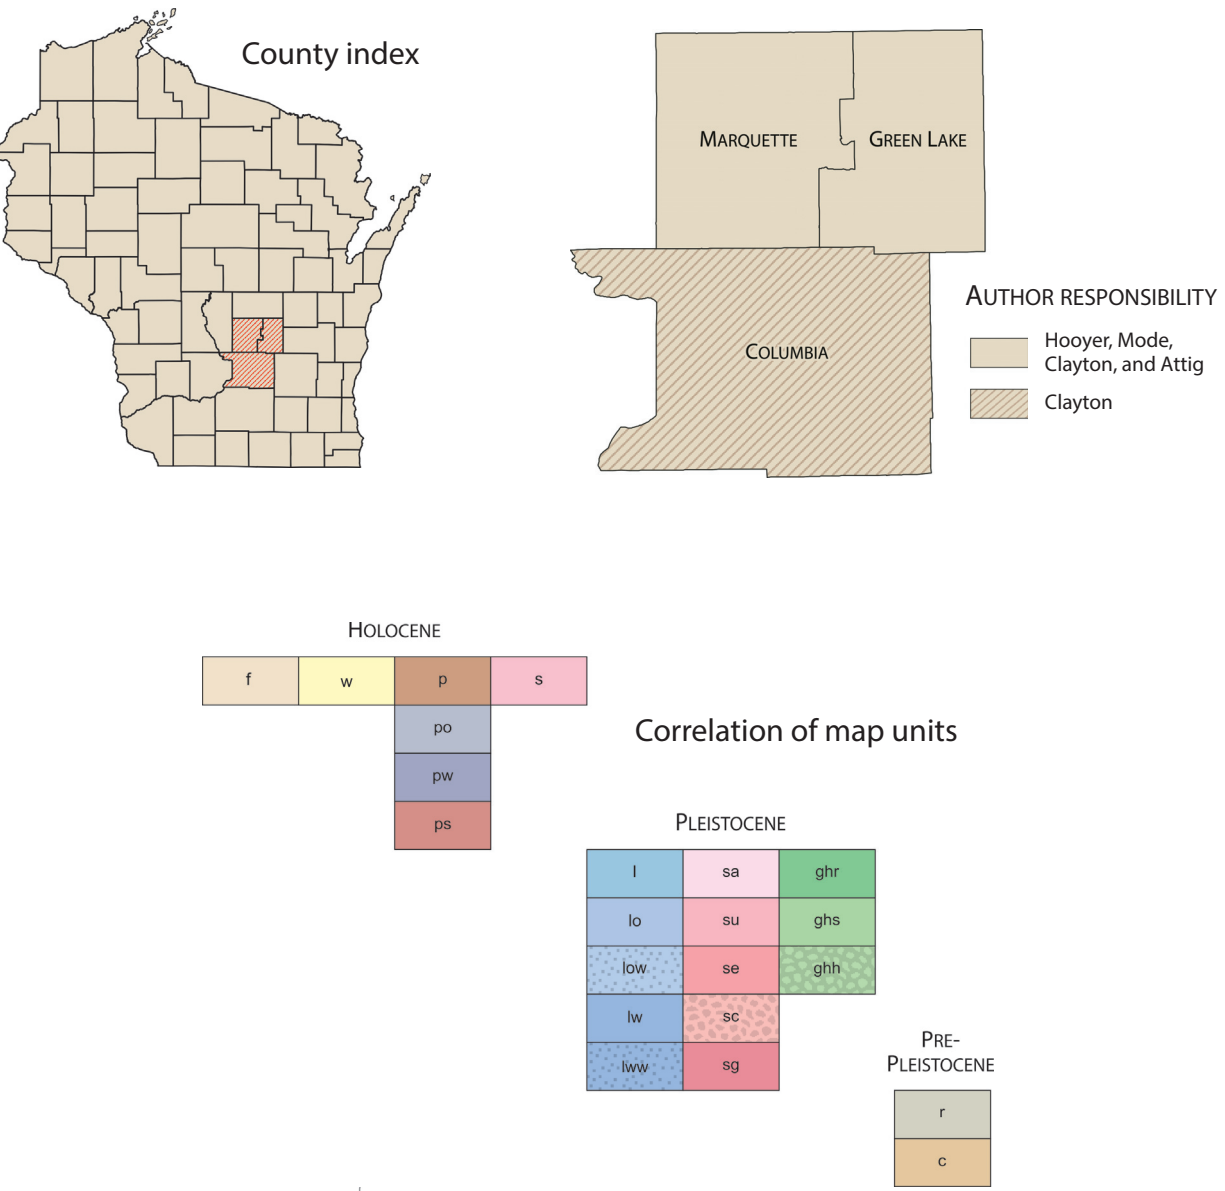 County index
MARQUETTE
GREEN LAKE
COLUMBIA
AUTHOR RESPONSIBILITY
Hooyer, Mode,
Clayton, and Attig
Clayton
HOLOCENE
f
w
p
s
po
pw
ps
Correlation of map units
PLEISTOCENE
l
sa
ghr
lo
su
ghs
low
se
ghh
lw
sc
lww
sg
PRE-
PLEISTOCENE
r
c